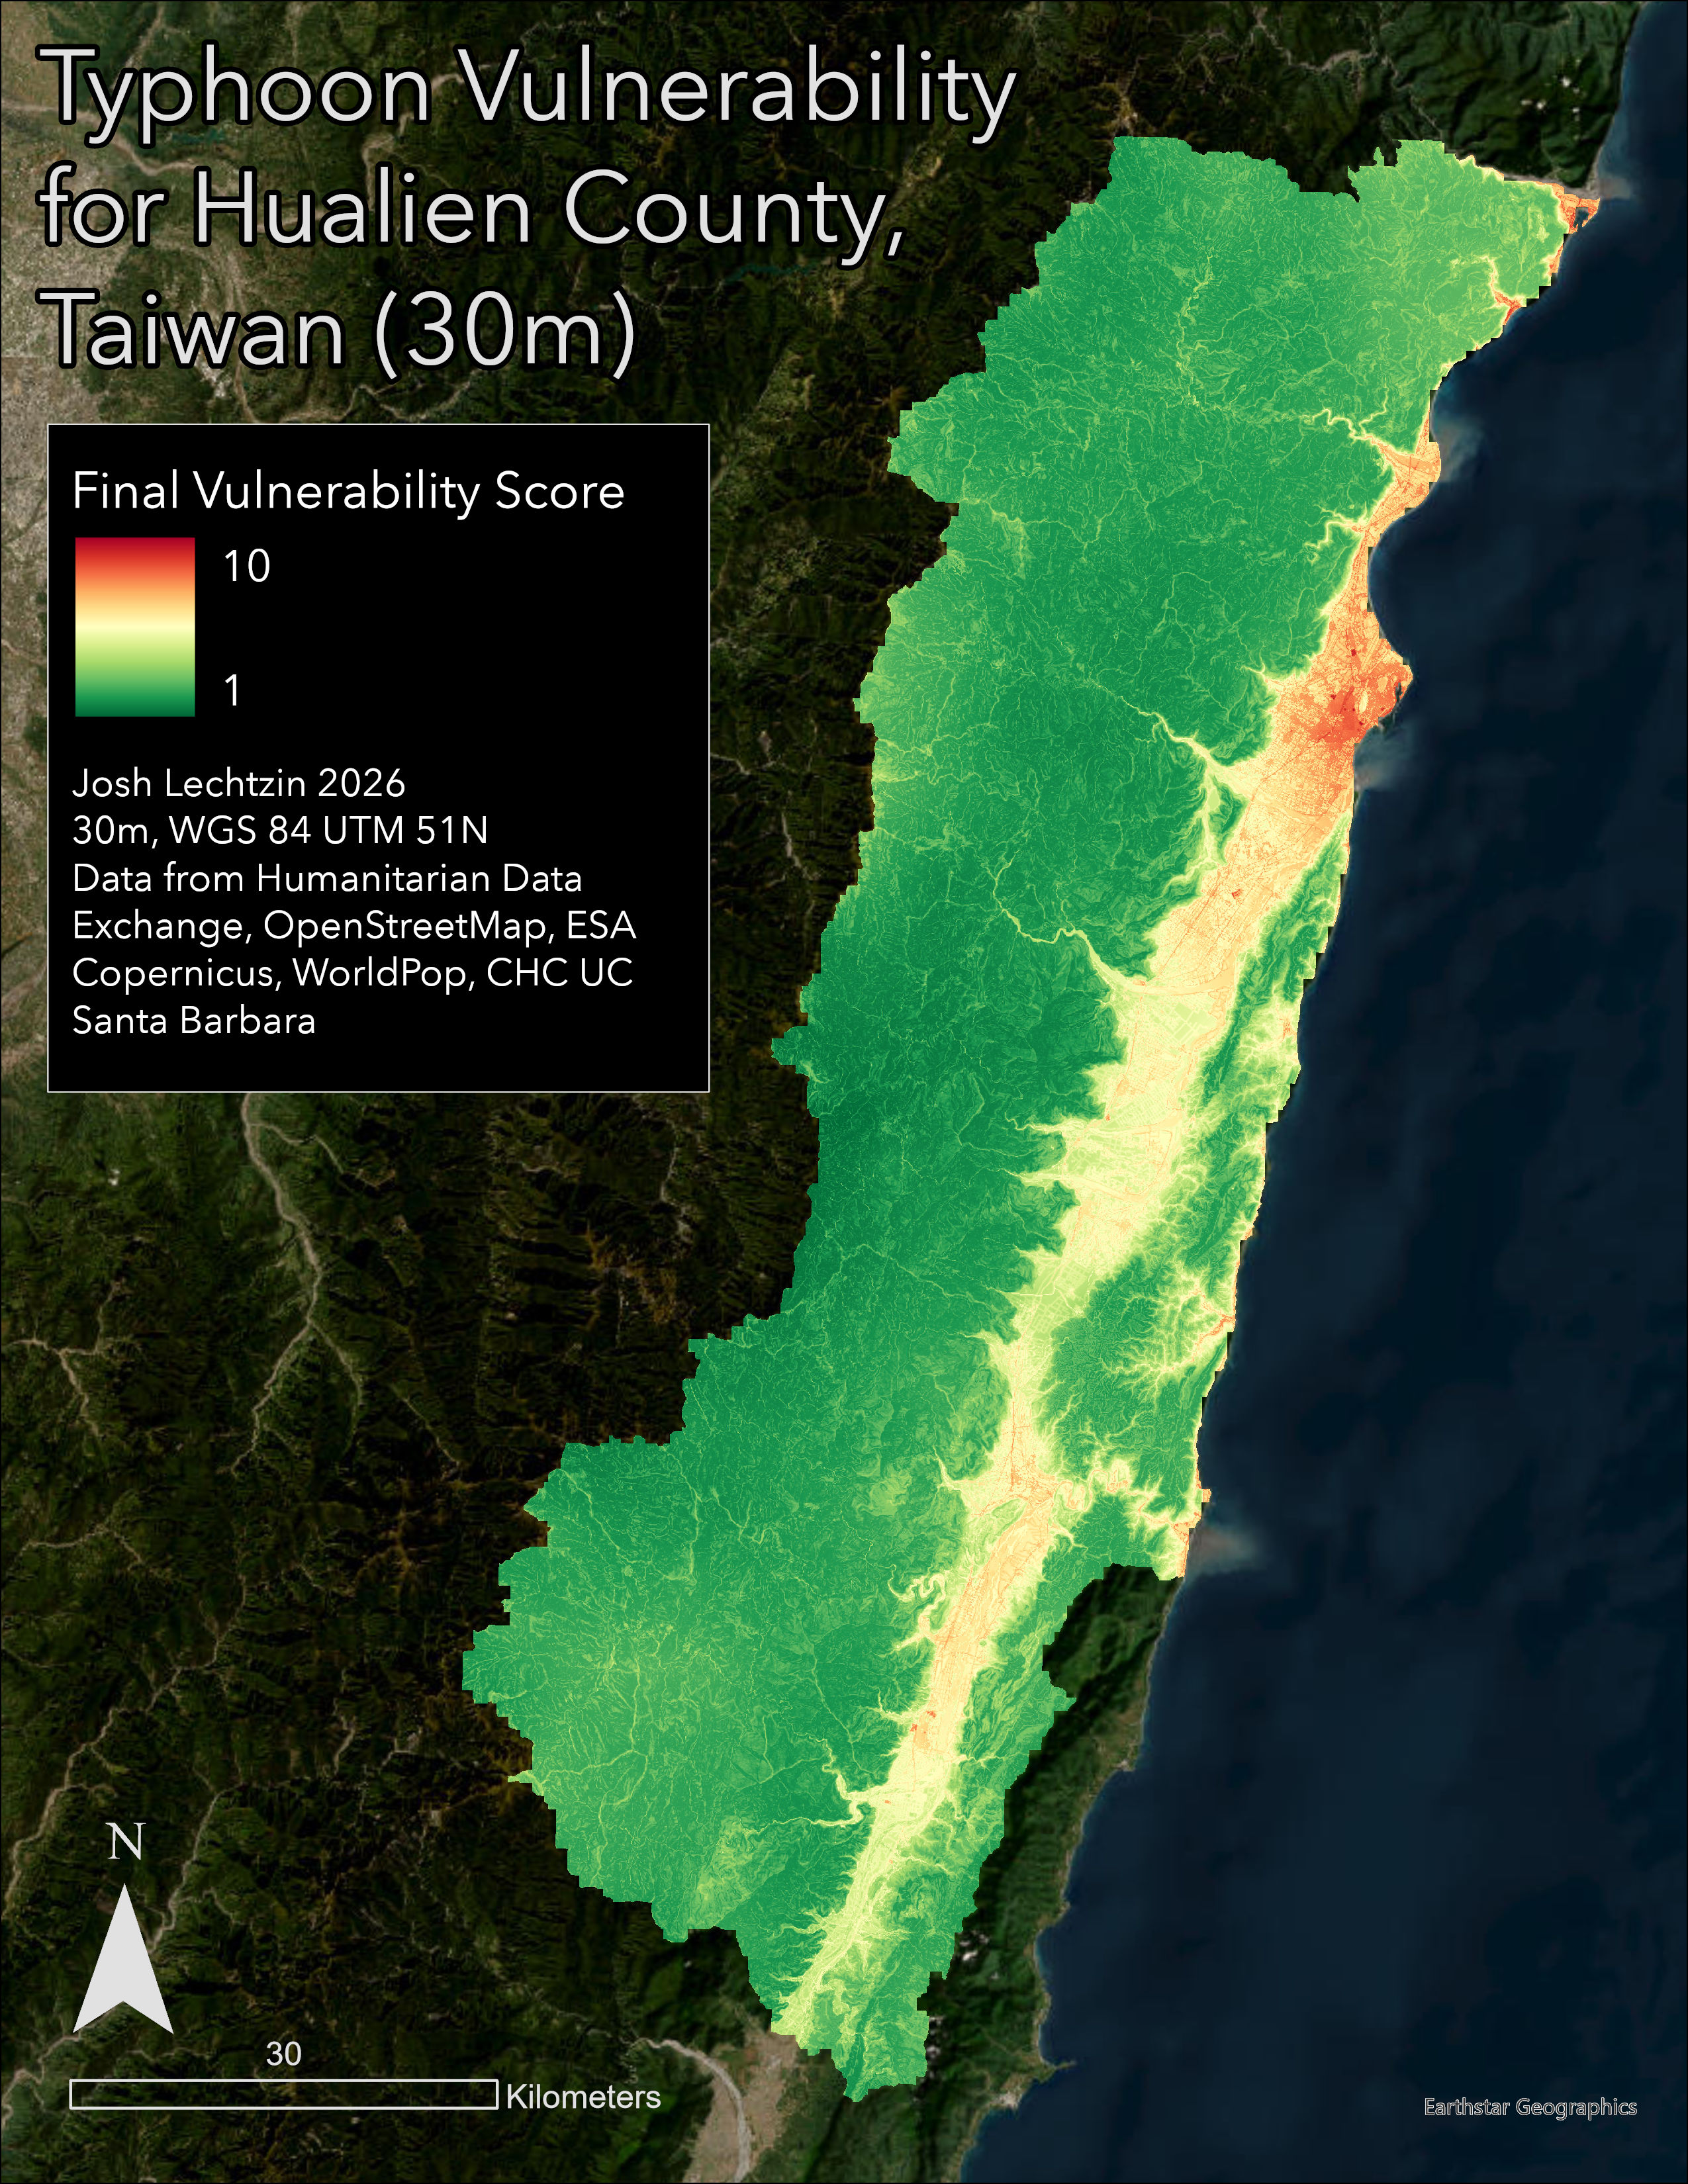 Typhoon Vulnerability
for Hualien County,
Taiwan (30m)
Final Vulnerability Score
10
1
Josh Lechtzin 2026
30m, WGS 84 UTM 51N
Data from Humanitarian Data
Exchange, OpenStreetMap, ESA
Copernicus, WorldPop, CHC UC
Santa Barbara
N
30
Kilometers
Earthstar Geographics